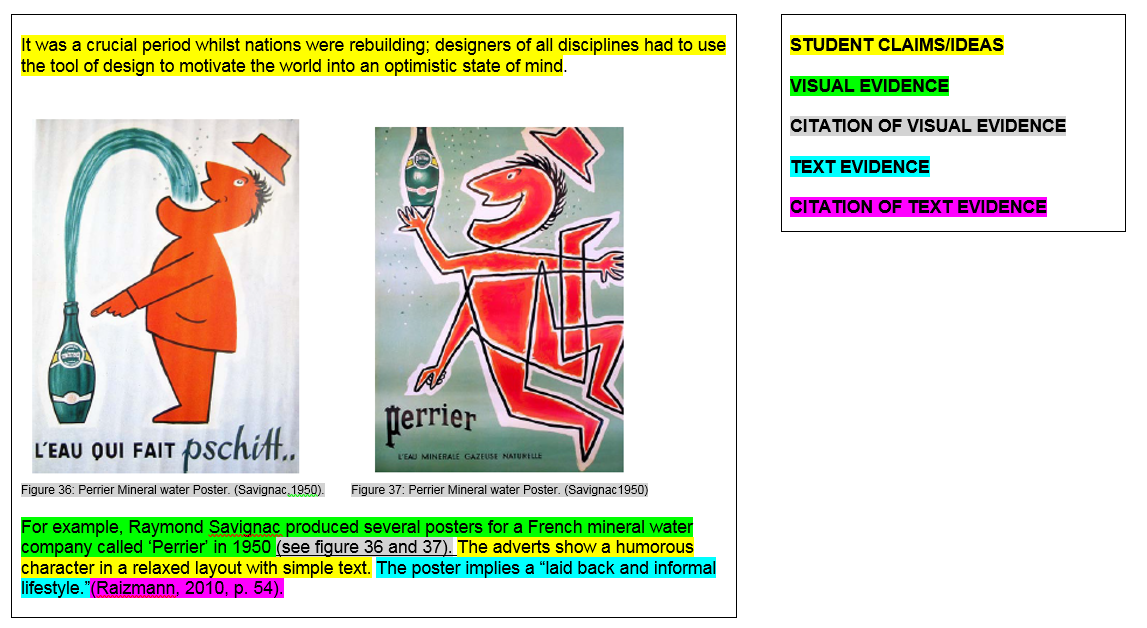 It was a crucial period whilst nations were rebuilding; designers of all disciplines had to use
the tool of design to motivate the world into an optimistic state of mind.
L'EAU QUI FAIT pschitt..
perrier
L'EAU MINERALE GAZEUSE NATURELLE
Figure 36: Perrier Mineral water Poster. (Savignac,1950).
Figure 37: Perrier Mineral water Poster. (Savignac1950)
For example, Raymond Savignac produced several posters for a French mineral water
company called ‘Perrier’ in 1950 (see figure 36 and 37). The adverts show a humorous
character in a relaxed layout with simple text. The poster implies a “laid back and informal
lifestyle.”(Raizmann, 2010, p. 54).
STUDENT CLAIMS/IDEAS
VISUAL EVIDENCE
CITATION OF VISUAL EVIDENCE
TEXT EVIDENCE
CITATION OF TEXT EVIDENCE